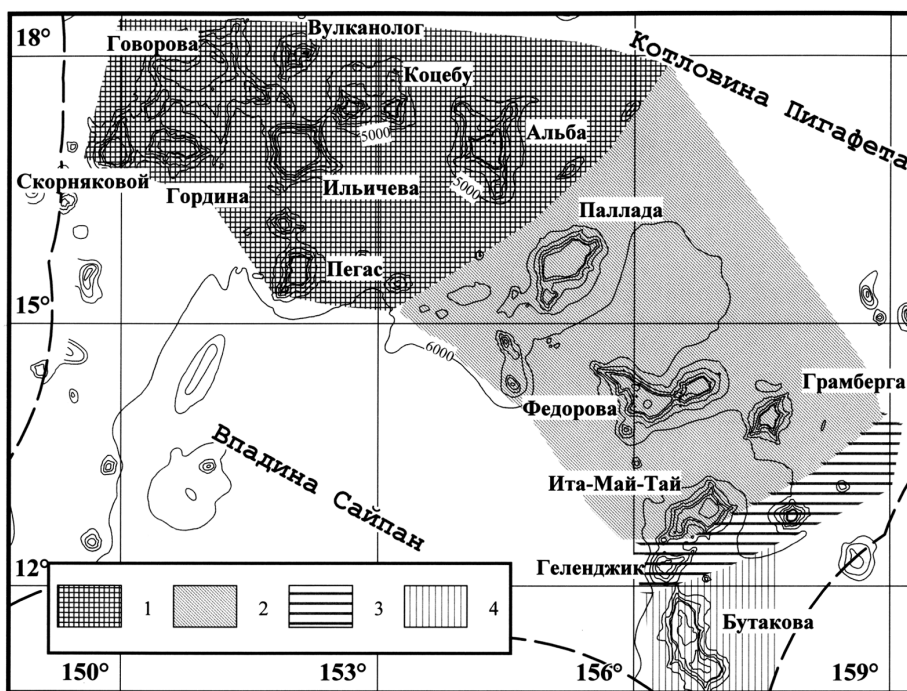 18°
Вулканолог
Говорова
Котловина Пигафета
Коцебу
5000
Альба
Скорняковой
Гордина
Ильичева
5000
Паллада
Пегас
15°
6000
Грамберга
Федорова
Впадина Сайпан
Ита-Май-Тай
Геленджик
12°
1
2
3
4
Бутакова
150°
153°
156°
159°